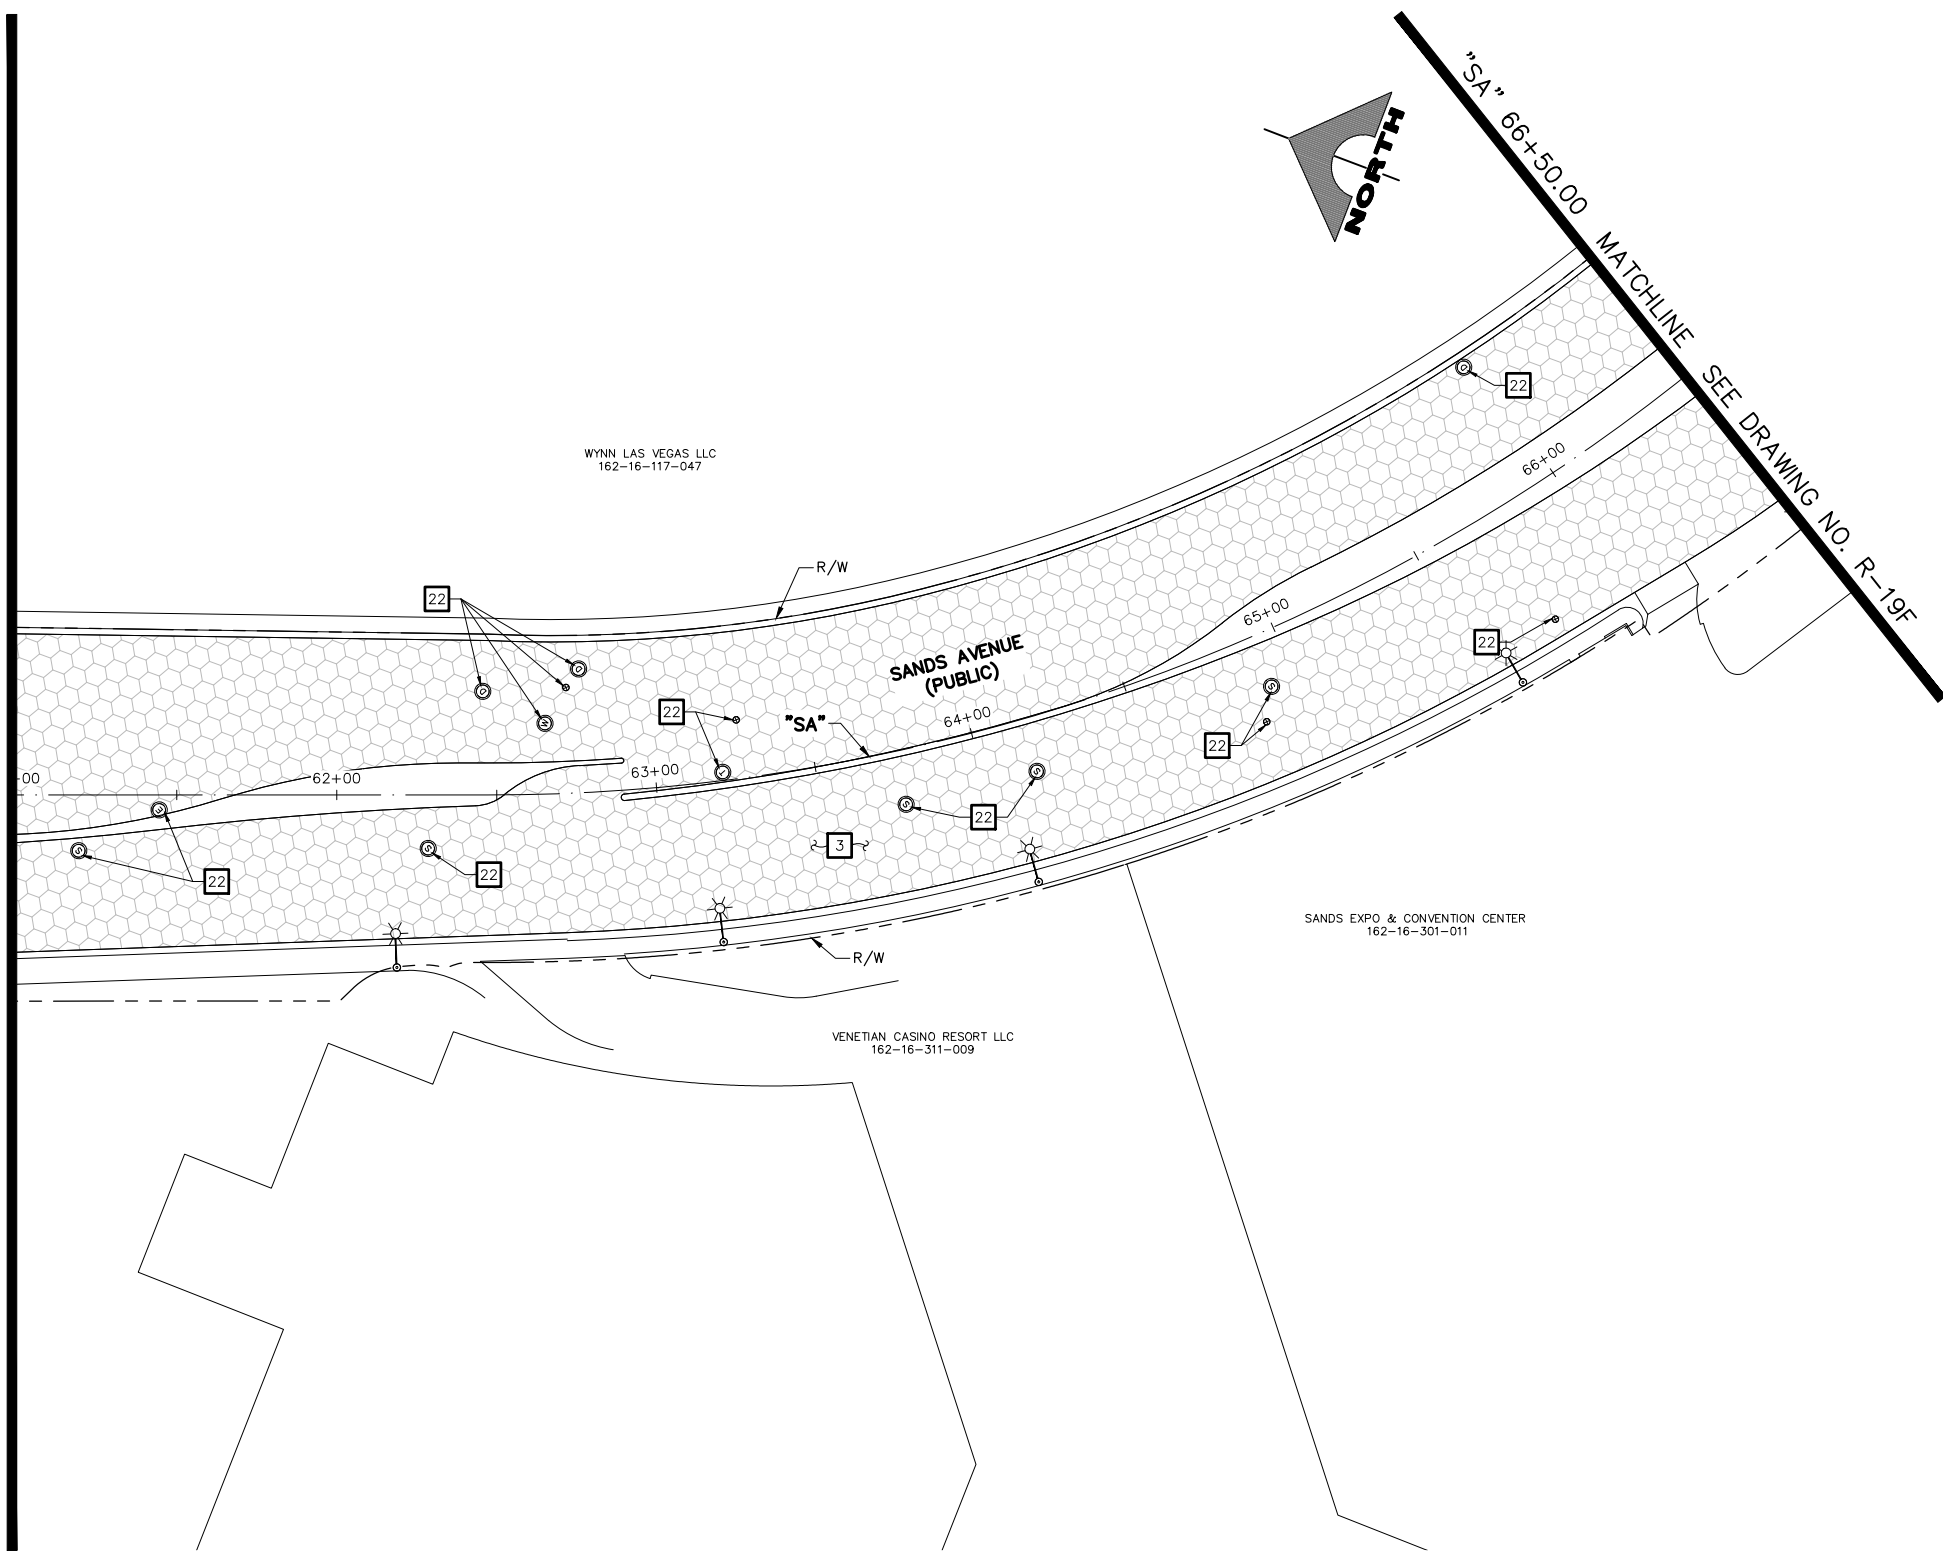 "SA" 66+50.00 MATCHLINE SEE DRAWING NO. R-19F
NORTH
22
WYNN LAS VEGAS LLC
162-16-117-047
66+00
R/W
22
65+00
22
SANDS AVENUE
(PUBLIC)
D
D
W
22
"SA"
64+00
S
22
00
62+00
63+00
T
E
S
S
22
3
S
S
22
22
D
SANDS EXPO & CONVENTION CENTER
162-16-301-011
R/W
VENETIAN CASINO RESORT LLC
162-16-311-009